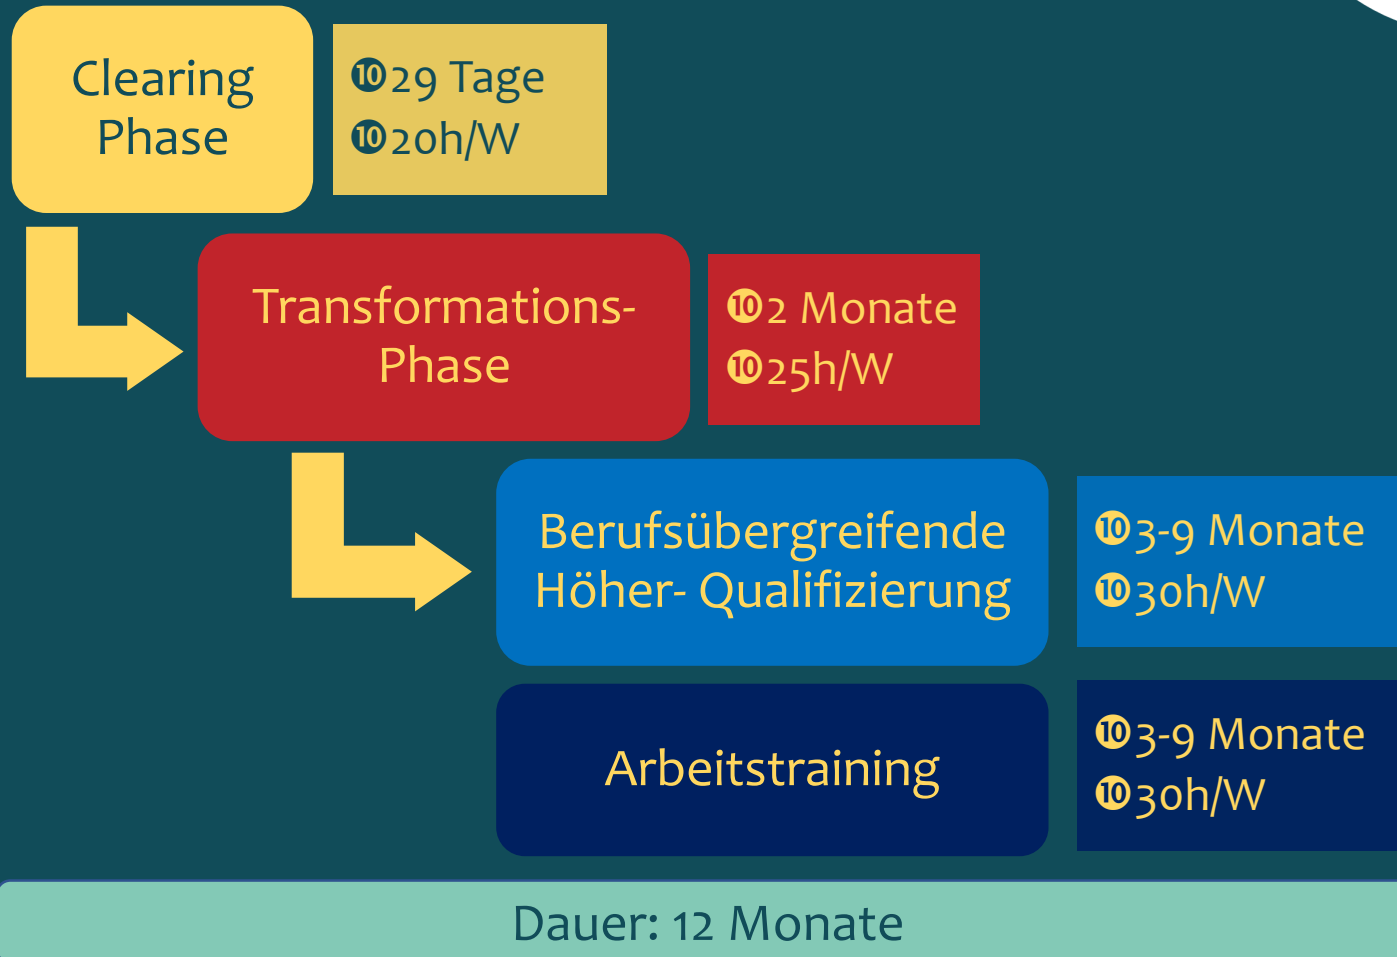 Clearing
Phase
❿29 Tage
❿20h/W
Transformations-
Phase
❿2 Monate
❿25h/W
Berufsübergreifende
Höher- Qualifizierung
❿3-9 Monate
❿30h/W
Arbeitstraining
❿3-9 Monate
❿30h/W
Dauer: 12 Monate